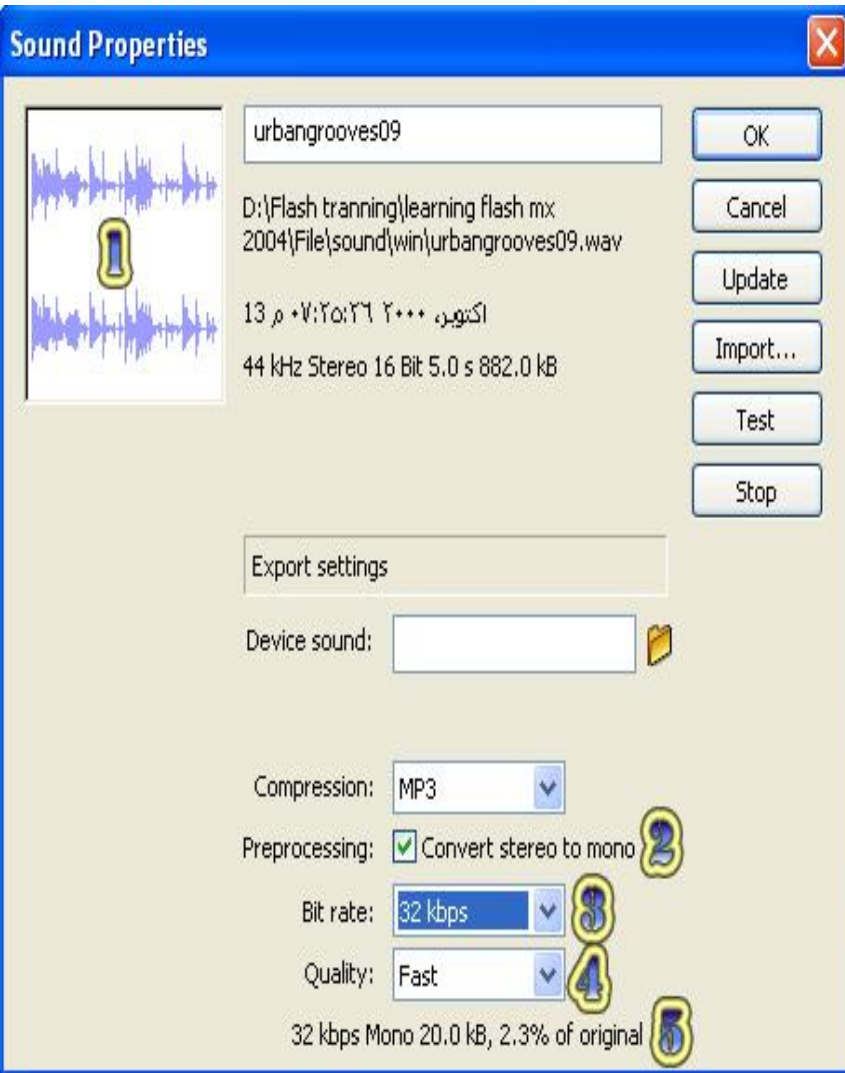 Sound Properties
urbangrooves09
OK
D:\Flash tranning\learning flash mx
2004\File\sound\win\urbangrooves09.wav
Cancel
Update
13 اكتوبر، ٢٠٠٠ ٠٧:٢٥:٢٦ م
Import...
44 kHz Stereo 16 Bit 5.0 s 882.0 kB
Test
Stop
1
Export settings
Device sound:
Compression: MP3
Preprocessing: Convert stereo to mono 2
Bit rate: 32 kbps 3
Quality: Fast 4
32 kbps Mono 20.0 kB, 2.3% of original 5